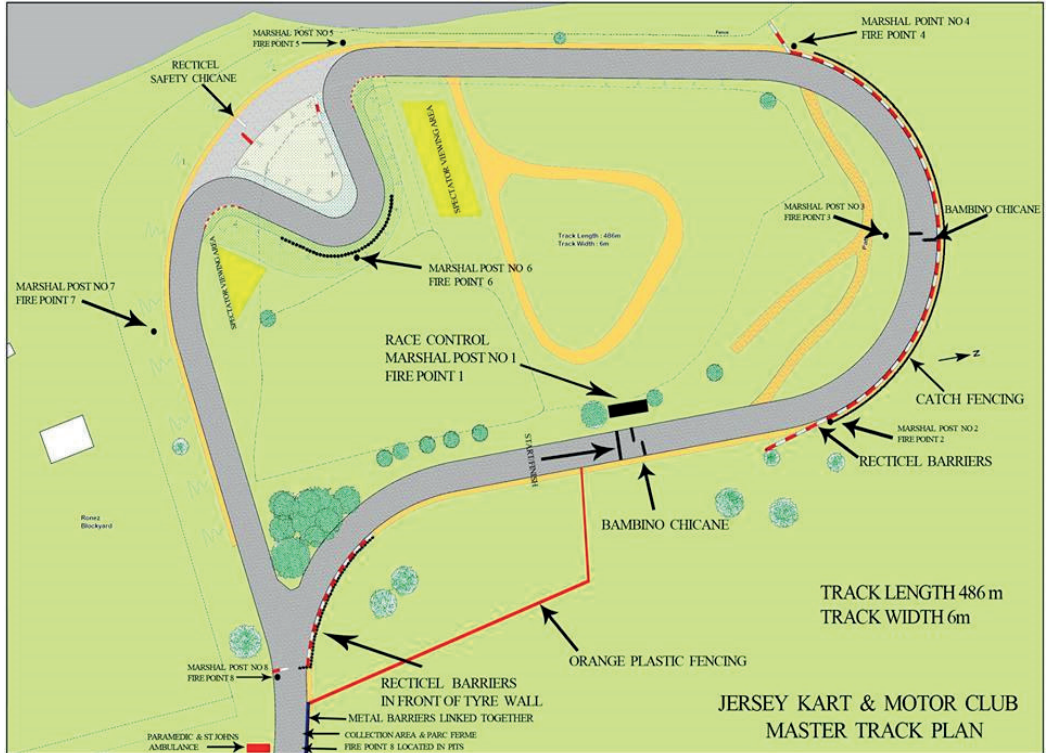 MARSHAL POST NO 5
FIRE POINT 5
Fence
MARSHAL POINT NO 4
FIRE POINT 4
RECTICEL
SAFETY CHICANE
SPECTATOR VIEWING AREA
MARSHAL POST NO 3
FIRE POINT 3
BAMBINO CHICANE
Track Length : 486m
Track Width : 6m
SPECTATOR VIEWING AREA
MARSHAL POST NO 6
FIRE POINT 6
MARSHAL POST NO 7
FIRE POINT 7
RACE CONTROL
MARSHAL POST NO 1
FIRE POINT 1
N
CATCH FENCING
MARSHAL POST NO 2
FIRE POINT 2
RECTICEL BARRIERS
START/FINISH
BAMBINO CHICANE
Ronez
Blockyard
TRACK LENGTH 486 m
TRACK WIDTH 6m
ORANGE PLASTIC FENCING
MARSHAL POST NO 8
FIRE POINT 8
RECTICEL BARRIERS
IN FRONT OF TYRE WALL
METAL BARRIERS LINKED TOGETHER
JERSEY KART & MOTOR CLUB
MASTER TRACK PLAN
PARAMEDIC & ST JOHNS
AMBULANCE
COLLECTION AREA & PARC FERME
FIRE POINT 8 LOCATED IN PITS